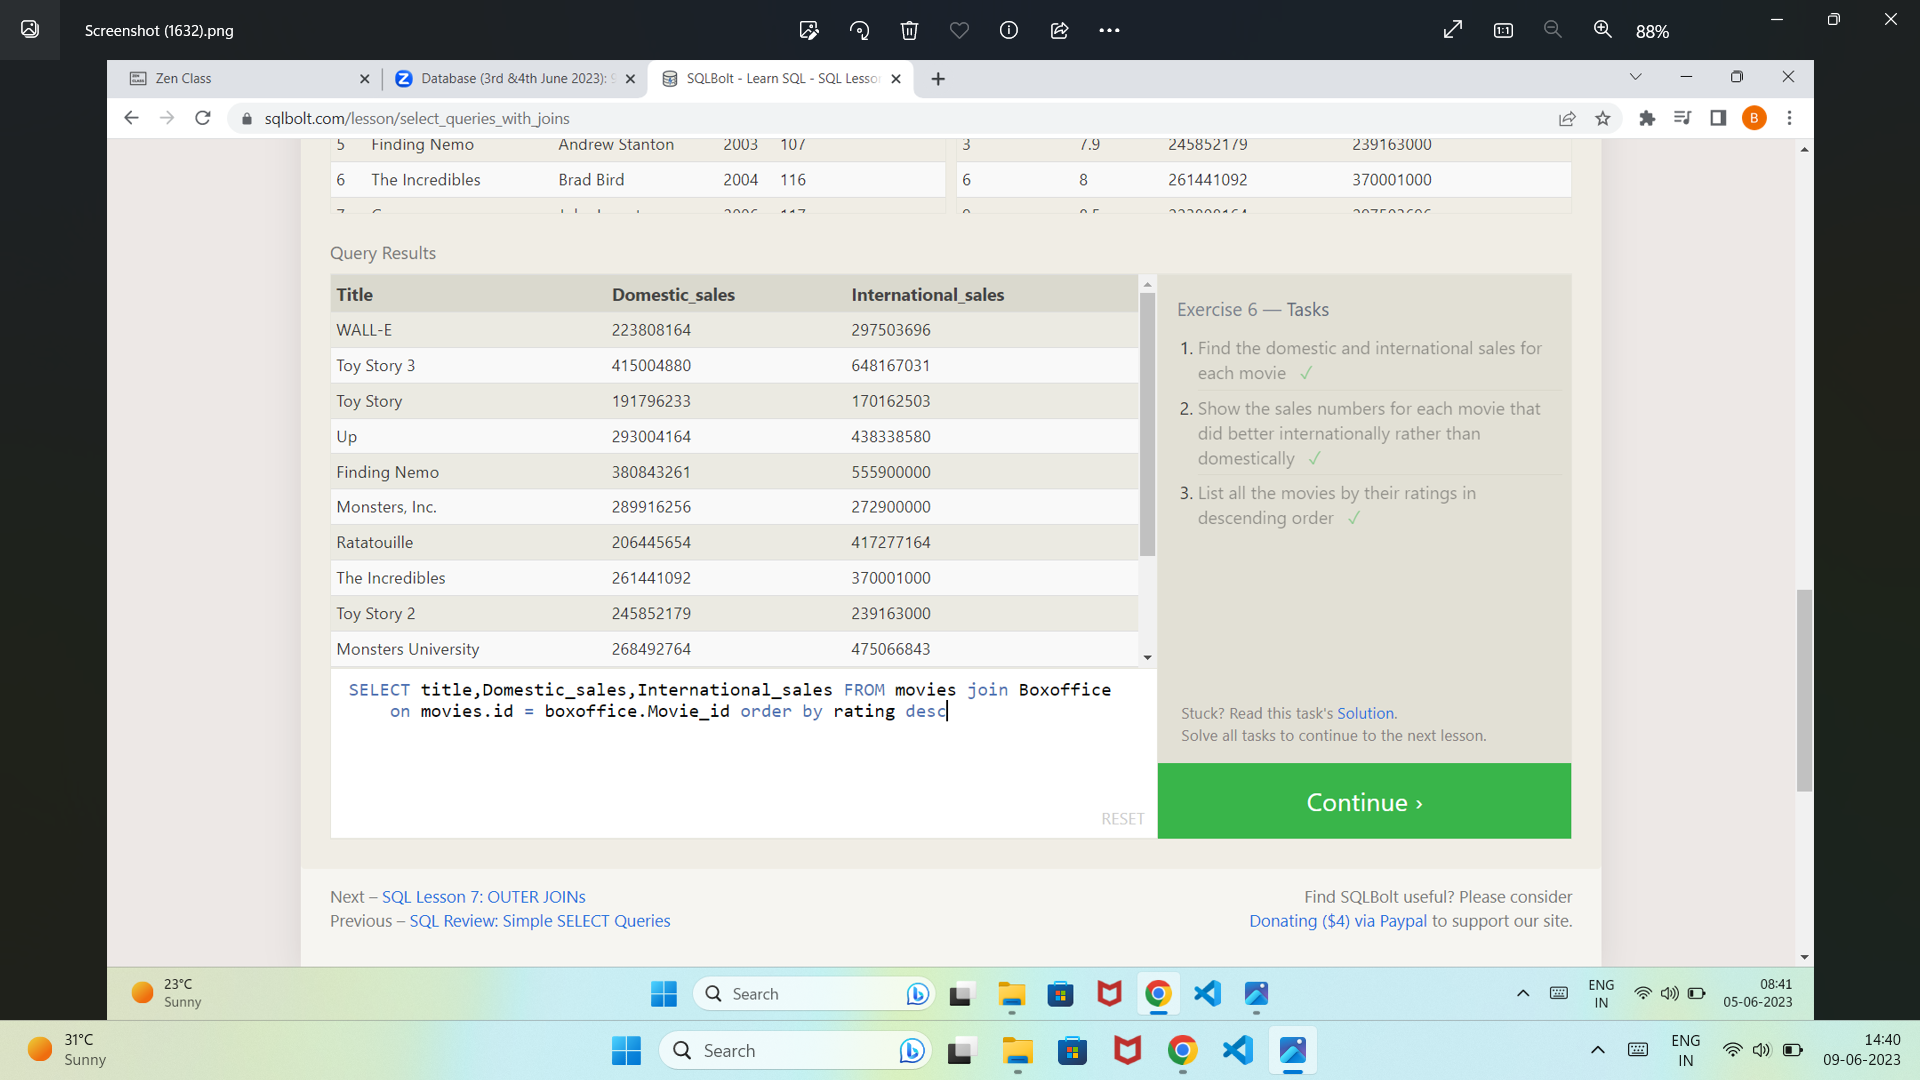 Screenshot (1632).png
88%
Zen Class
Database (3rd &4th June 2023): 9
SQLBolt - Learn SQL - SQL Lesson
sqlbolt.com/lesson/select_queries_with_joins
B
5 Finding Nemo Andrew Stanton 2003 107
3 7.9 245852179 239163000
6 The Incredibles Brad Bird 2004 116
6 8 261441092 370001000
Query Results
Title Domestic_sales International_sales
WALL-E 223808164 297503696
Toy Story 3 415004880 648167031
Toy Story 191796233 170162503
Up 293004164 438338580
Finding Nemo 380843261 555900000
Monsters, Inc. 289916256 272900000
Ratatouille 206445654 417277164
The Incredibles 261441092 370001000
Toy Story 2 245852179 239163000
Monsters University 268492764 475066843
SELECT title,Domestic_sales,International_sales FROM movies join Boxoffice
on movies.id = boxoffice.Movie_id order by rating desc
RESET
Exercise 6 — Tasks
1. Find the domestic and international sales for
each movie ✓
2. Show the sales numbers for each movie that
did better internationally rather than
domestically ✓
3. List all the movies by their ratings in
descending order ✓
Stuck? Read this task's Solution.
Solve all tasks to continue to the next lesson.
Continue ›
Next – SQL Lesson 7: OUTER JOINs
Previous – SQL Review: Simple SELECT Queries
Find SQLBolt useful? Please consider
Donating ($4) via Paypal to support our site.
23°C
Sunny
Search
ENG
IN
08:41
05-06-2023
31°C
Sunny
Search
ENG
IN
14:40
09-06-2023